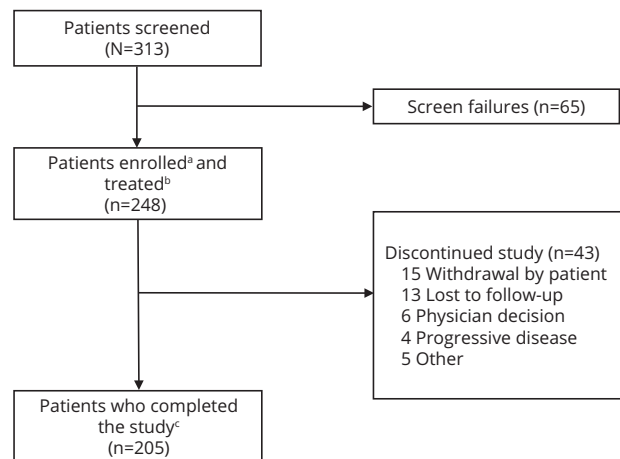 Patients screened
(N=313)
Screen failures (n=65)
Patients enrolledᵃ and
treatedᵇ
(n=248)
Discontinued study (n=43)
15 Withdrawal by patient
13 Lost to follow-up
6 Physician decision
4 Progressive disease
5 Other
Patients who completed
the studyᶜ
(n=205)